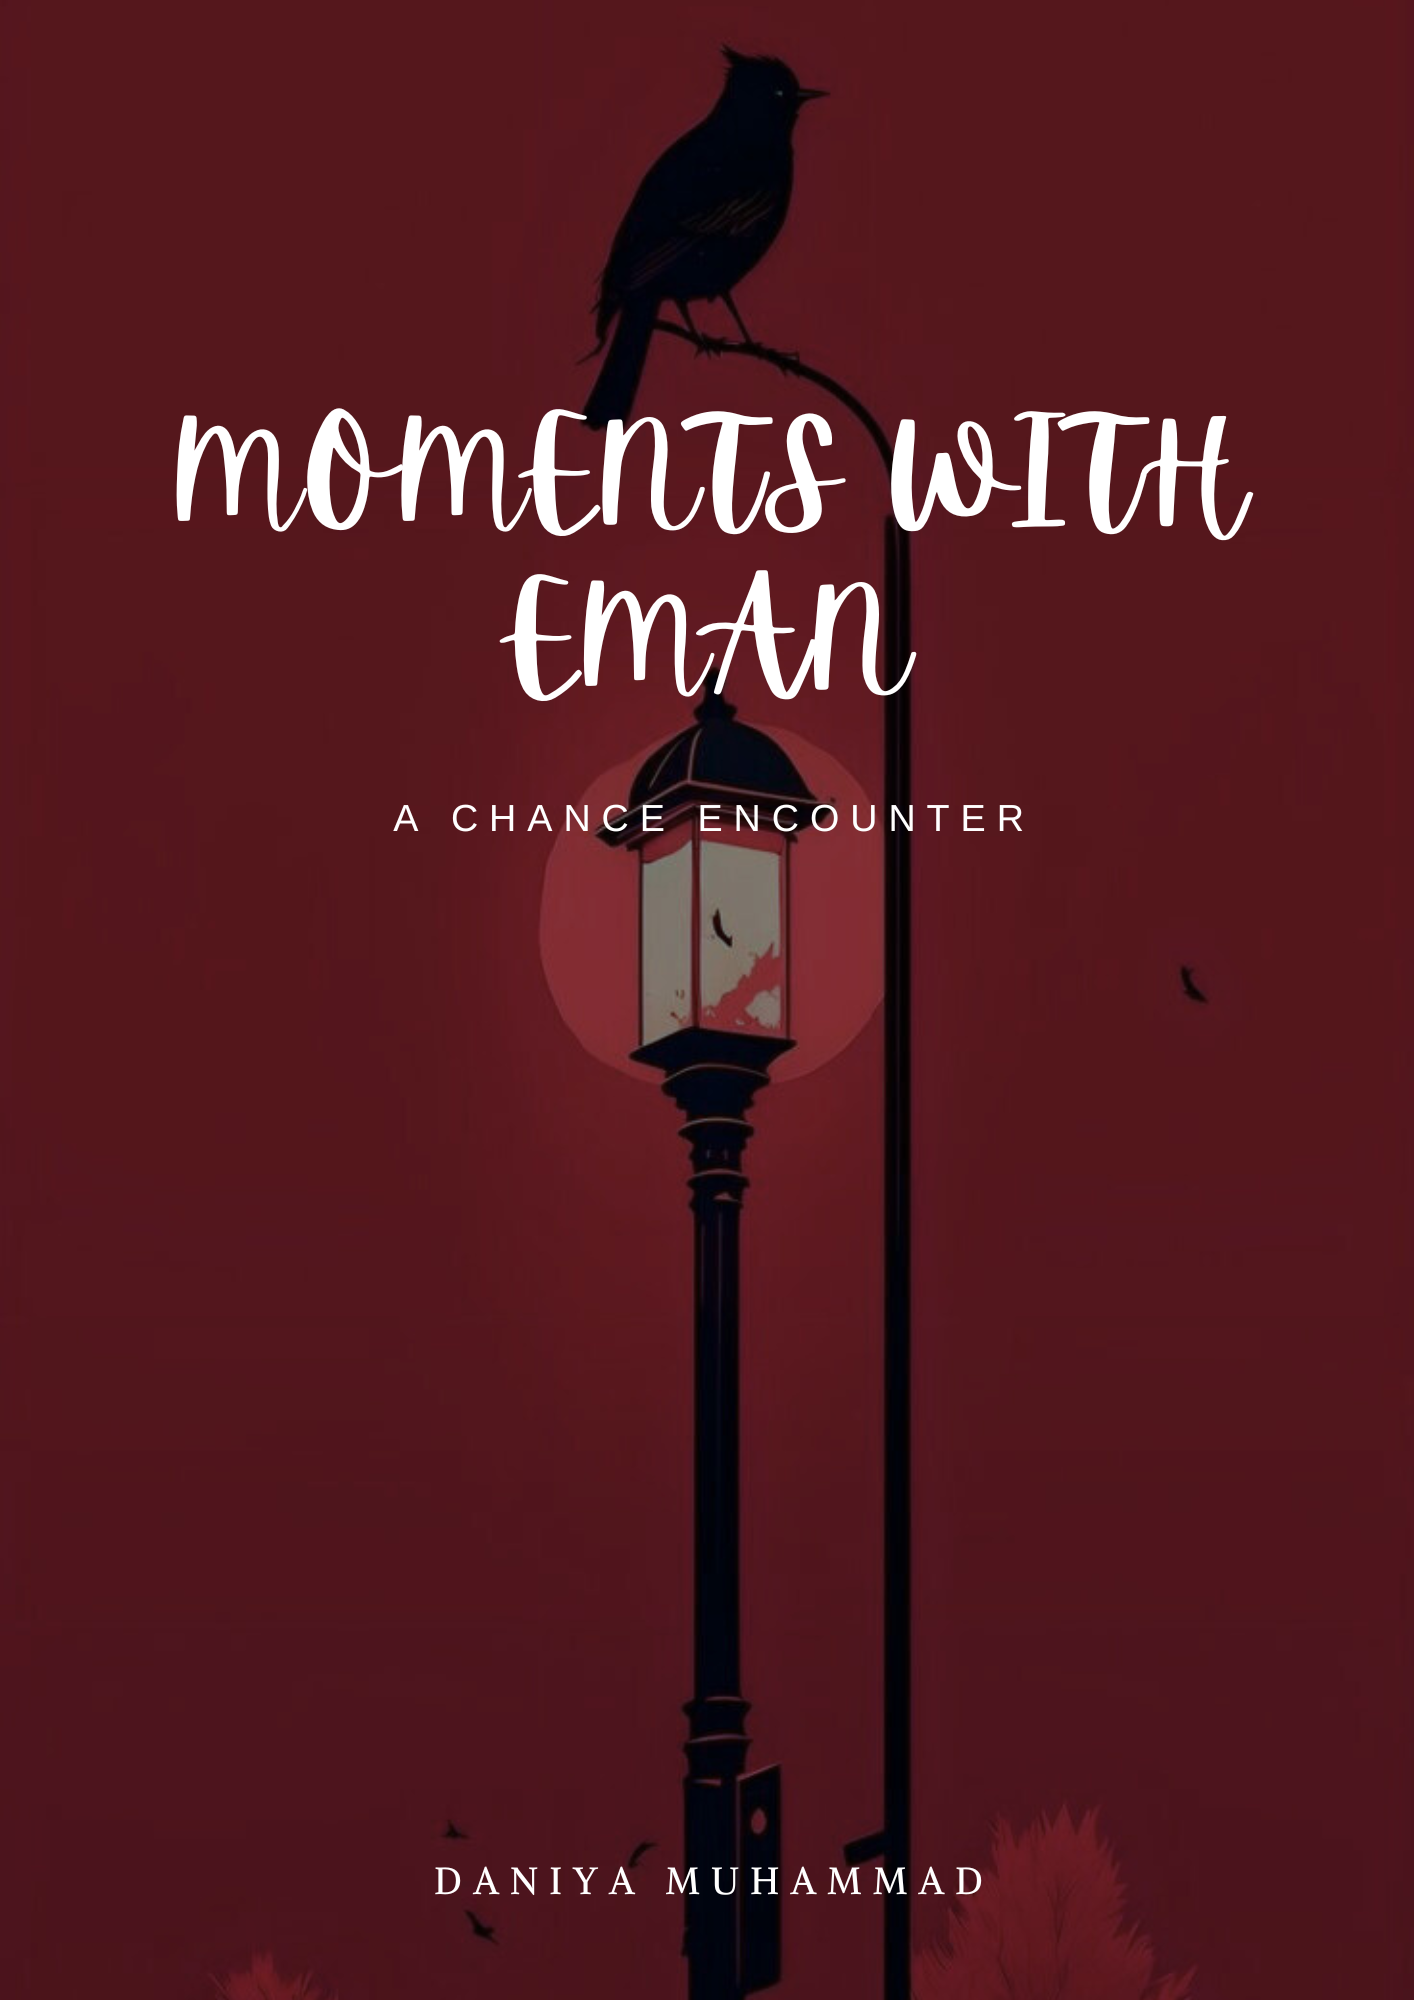 MOMENTS WITH
EMAN
A CHANCE ENCOUNTER
DANIYA MUHAMMAD